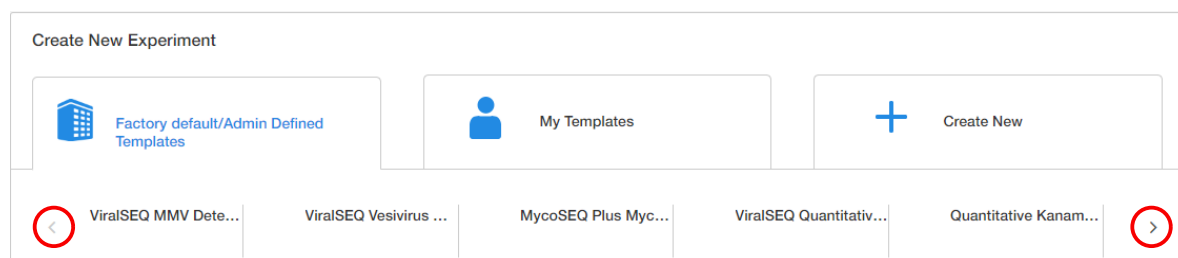 Create New Experiment
Factory default/Admin Defined
Templates
My Templates
Create New
ViralSEQ MMV Dete...
ViralSEQ Vesivirus ...
MycoSEQ Plus Myc...
ViralSEQ Quantitativ...
Quantitative Kanam...